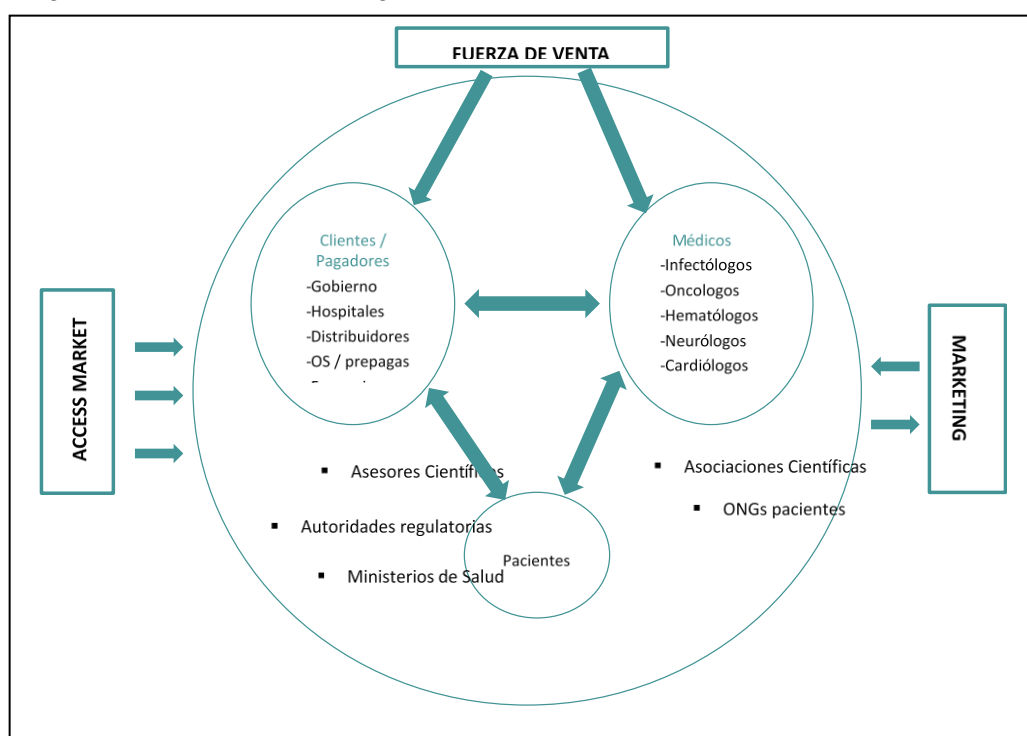 FUERZA DE VENTA
ACCESS MARKET
Clientes /
Pagadores
-Gobierno
-Hospitales
-Distribuidores
-OS / prepagas
Médicos
-Infectólogos
-Oncologos
-Hematólogos
-Neurólogos
-Cardiólogos
MARKETING
▪ Asesores Científicos
▪ Autoridades regulatorias
▪ Ministerios de Salud
▪ Asociaciones Científicas
▪ ONGs pacientes
Pacientes